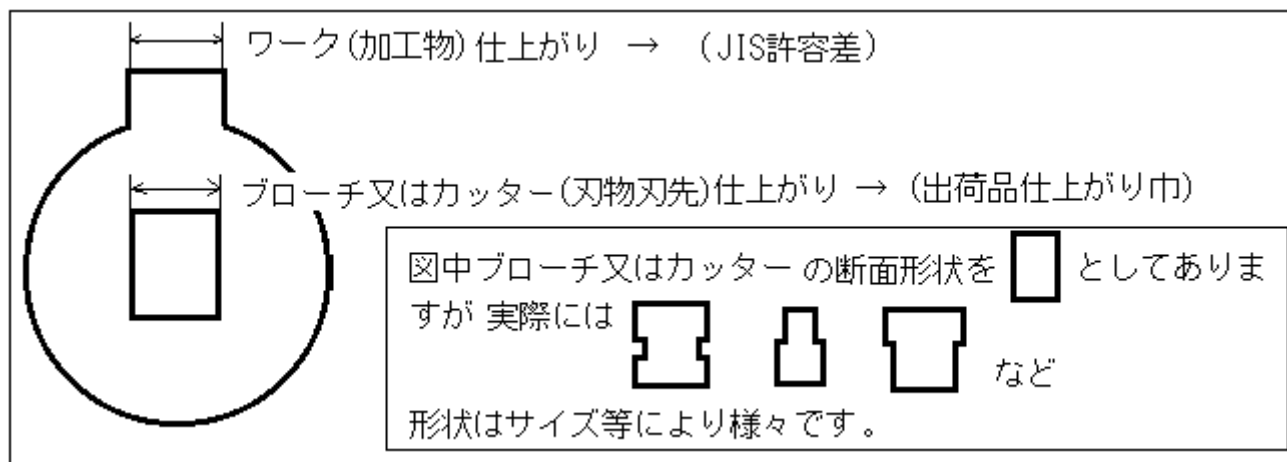 ワーク(加工物)仕上がり → (JIS許容差)
ブローチ又はカッター(刃物刃先)仕上がり → (出荷品仕上がり巾)
図中ブローチ又はカッター の断面形状を としてありま
すが 実際には など
形状はサイズ等により様々です。